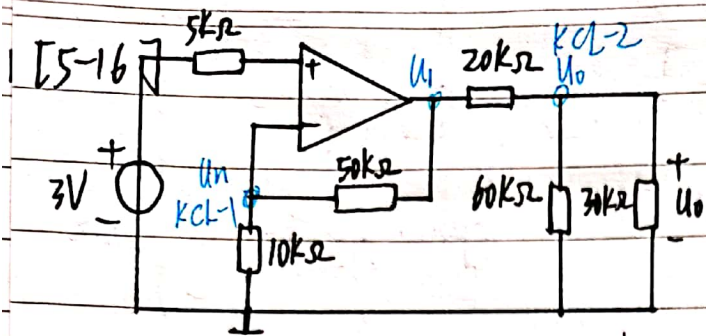 [5-16]
5KΩ
+
-
U₁
20KΩ
KCL-2
U₀
+
3V
-
Un
KCL-1
50KΩ
10KΩ
60KΩ
30KΩ
+
U₀
-